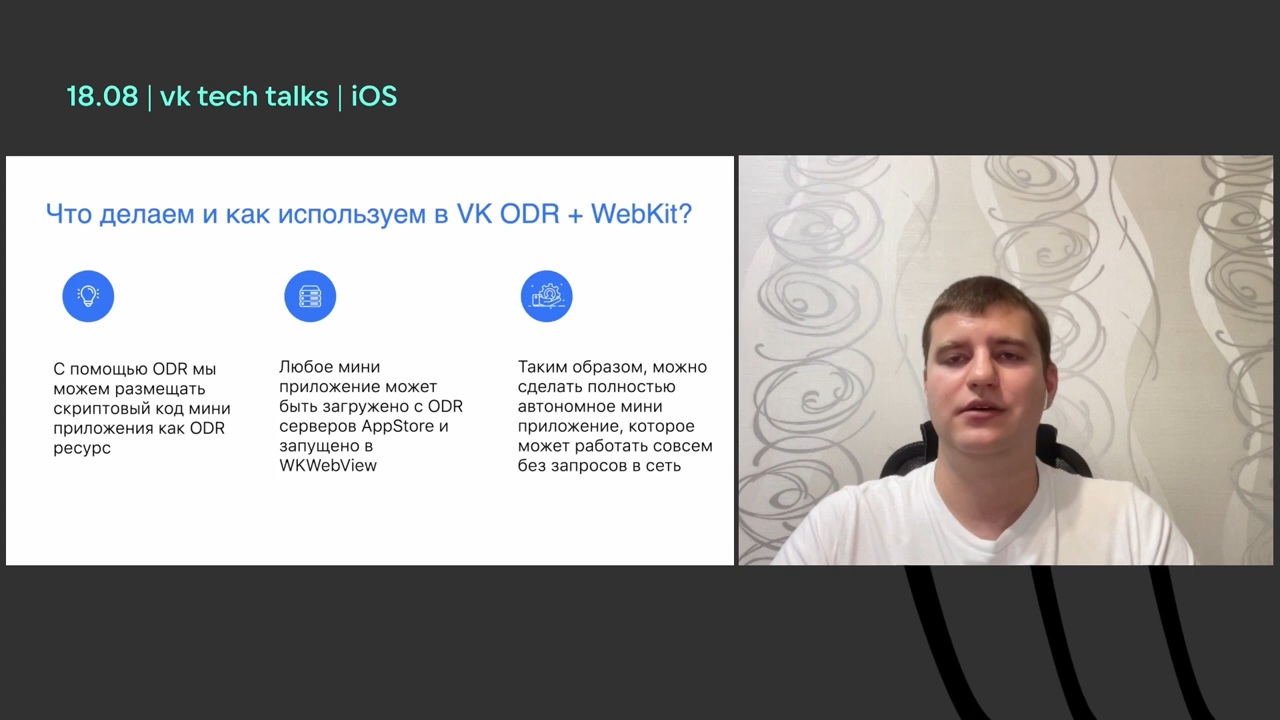 18.08 | vk tech talks | iOS
Что делаем и как используем в VK ODR + WebKit?
С помощью ODR мы
можем размещать
скриптовый код мини
приложения как ODR
ресурс
Любое мини
приложение может
быть загружено с ODR
серверов AppStore и
запущено в
WKWebView
Таким образом, можно
сделать полностью
автономное мини
приложение, которое
может работать совсем
без запросов в сеть